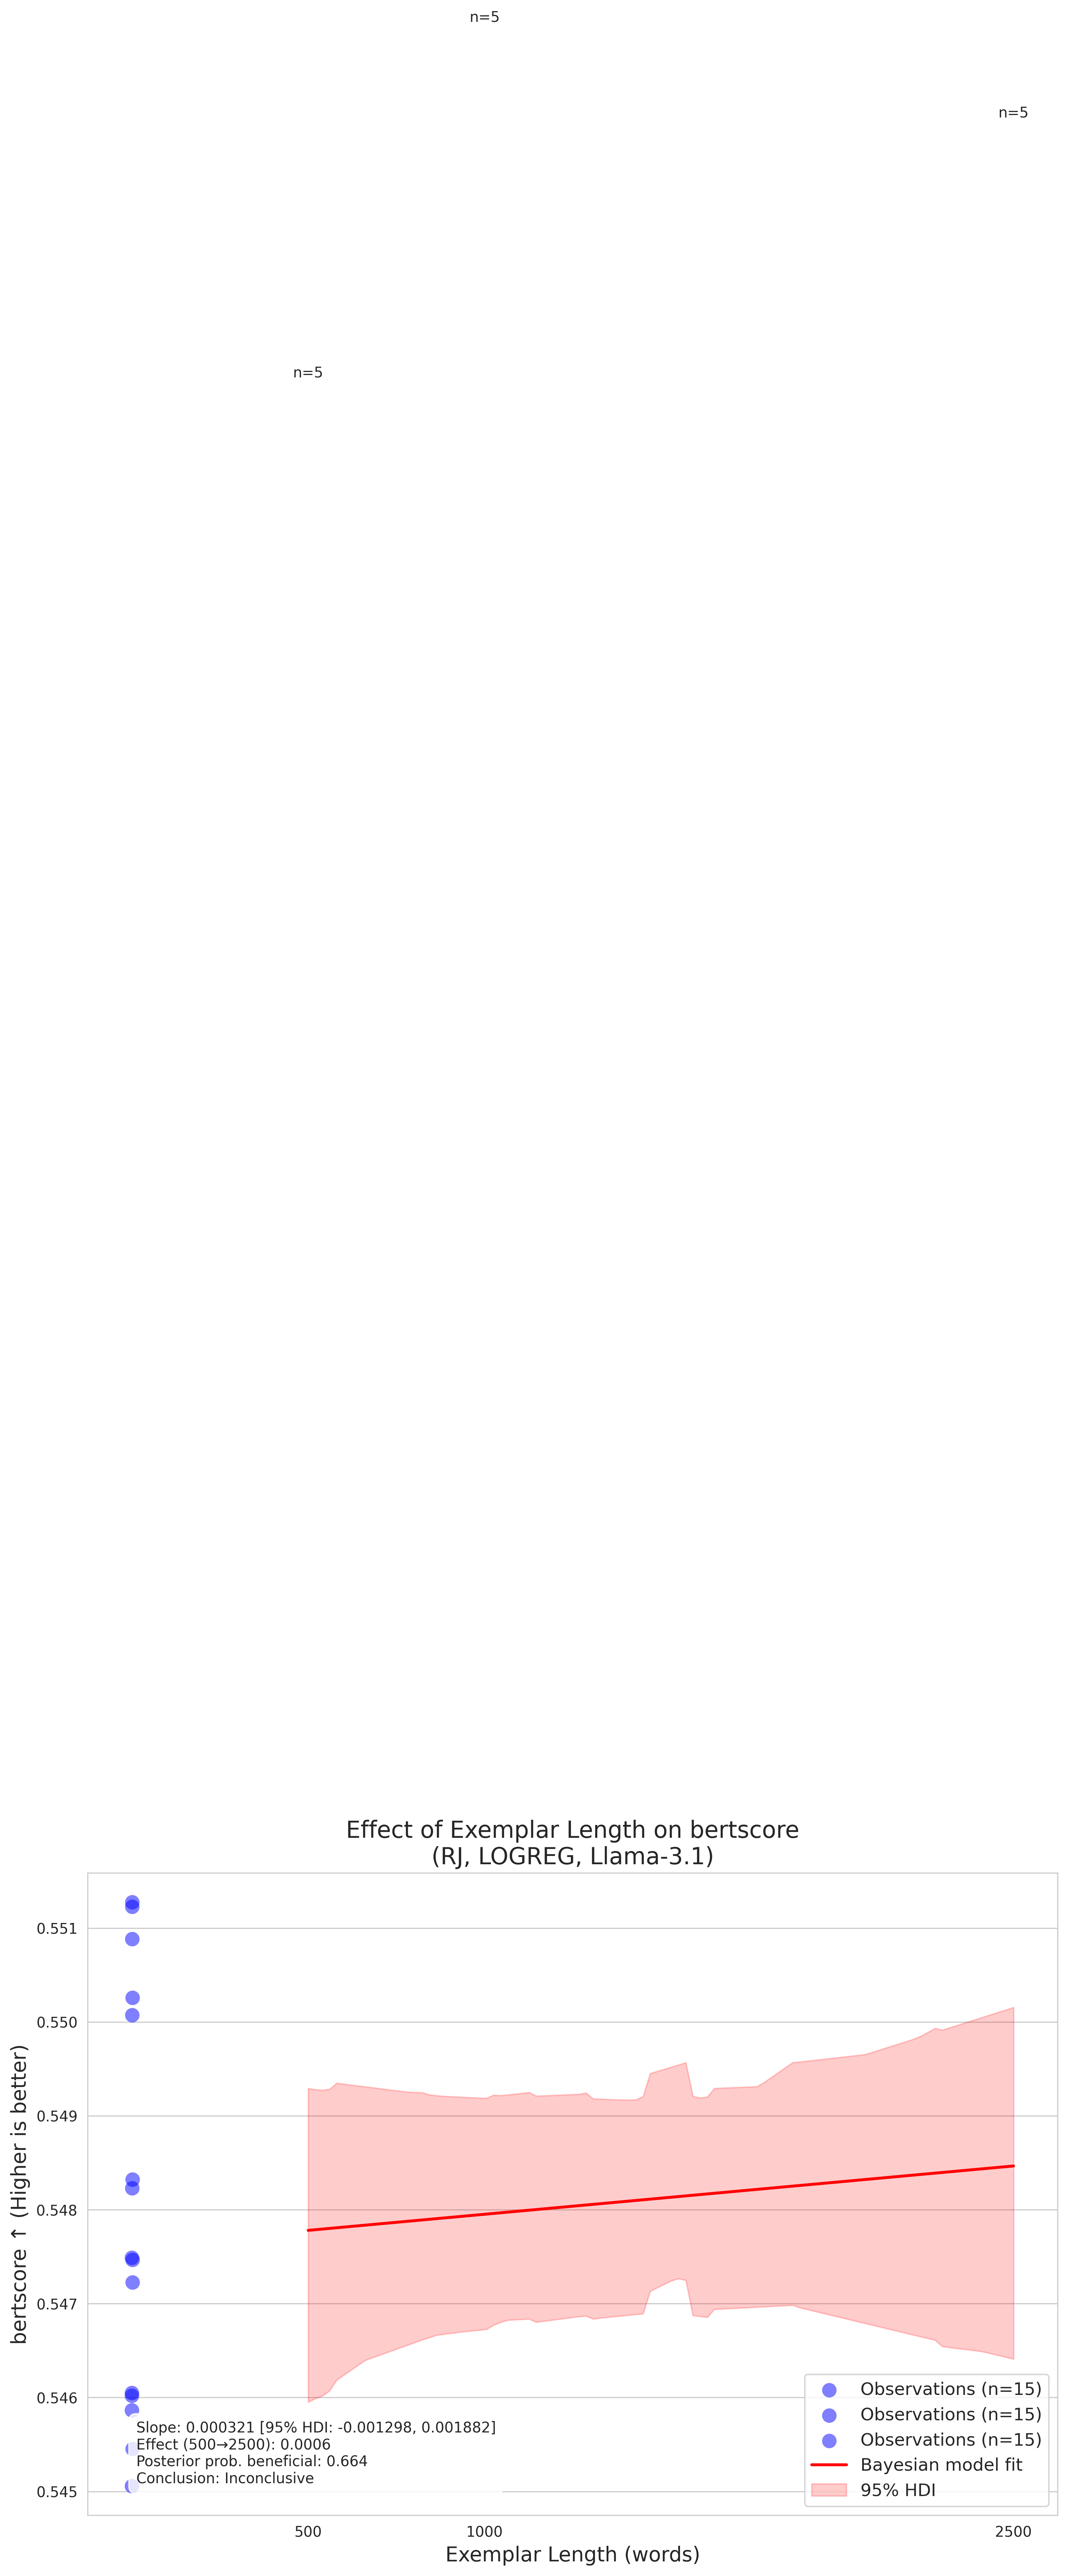 n=5
n=5
n=5
Effect of Exemplar Length on bertscore
(RJ, LOGREG, Llama-3.1)
bertscore ↑ (Higher is better)
0.551
0.550
0.549
0.548
0.547
0.546
0.545
Slope: 0.000321 [95% HDI: -0.001298, 0.001882]
Effect (500→2500): 0.0006
Posterior prob. beneficial: 0.664
Conclusion: Inconclusive
Observations (n=15)
Observations (n=15)
Observations (n=15)
Bayesian model fit
95% HDI
500
1000
2500
Exemplar Length (words)